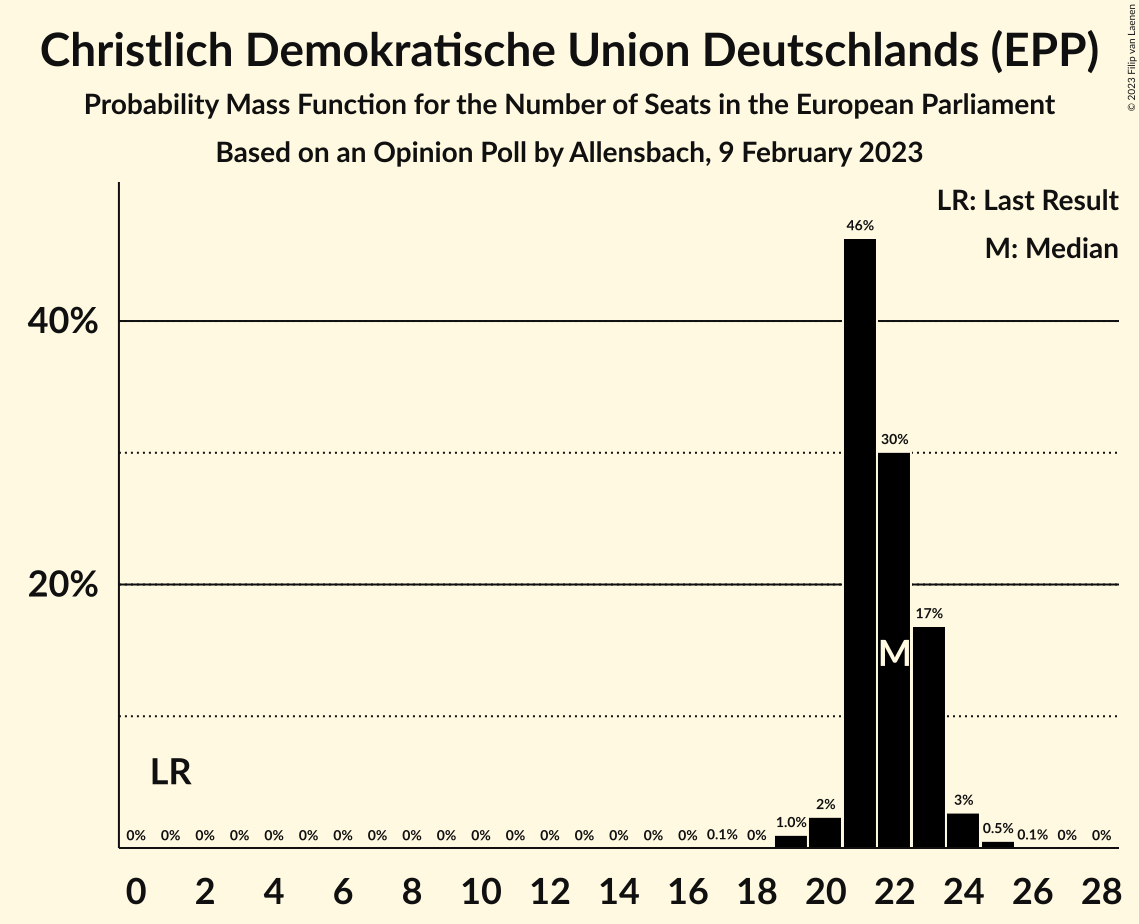 Christlich Demokratische Union Deutschlands (EPP)
Probability Mass Function for the Number of Seats in the European Parliament
Based on an Opinion Poll by Allensbach, 9 February 2023
© 2023 Filip van Laenen
LR: Last Result
M: Median
46%
40%
30%
20%
17%
M
LR
0% 0% 0% 0% 0% 0% 0% 0% 0% 0% 0% 0% 0% 0% 0% 0% 0% 0.1% 0% 1.0% 2% 3% 0.5% 0.1% 0% 0%
0 2 4 6 8 10 12 14 16 18 20 22 24 26 28